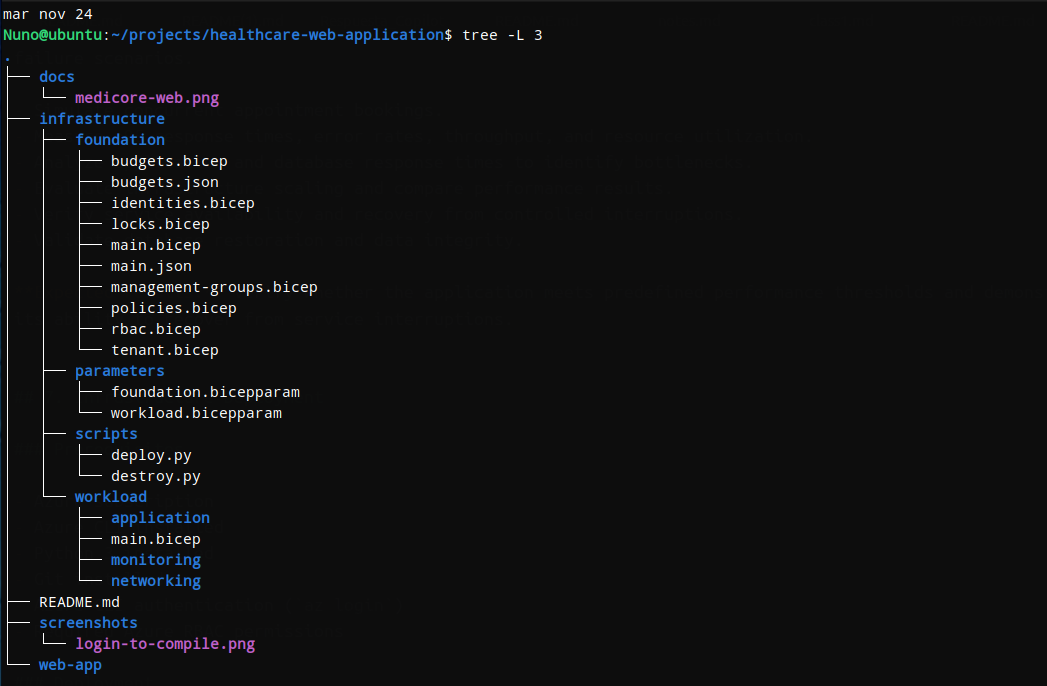 mar nov 24
Nuno@ubuntu:~/projects/healthcare-web-application$ tree -L 3
.
├── docs
│   └── medicore-web.png
├── infrastructure
│   ├── foundation
│   │   ├── budgets.bicep
│   │   ├── budgets.json
│   │   ├── identities.bicep
│   │   ├── locks.bicep
│   │   ├── main.bicep
│   │   ├── main.json
│   │   ├── management-groups.bicep
│   │   ├── policies.bicep
│   │   ├── rbac.bicep
│   │   └── tenant.bicep
│   ├── parameters
│   │   ├── foundation.bicepparam
│   │   └── workload.bicepparam
│   ├── scripts
│   │   ├── deploy.py
│   │   └── destroy.py
│   └── workload
│       ├── application
│       ├── main.bicep
│       ├── monitoring
│       └── networking
├── README.md
├── screenshots
│   └── login-to-compile.png
└── web-app